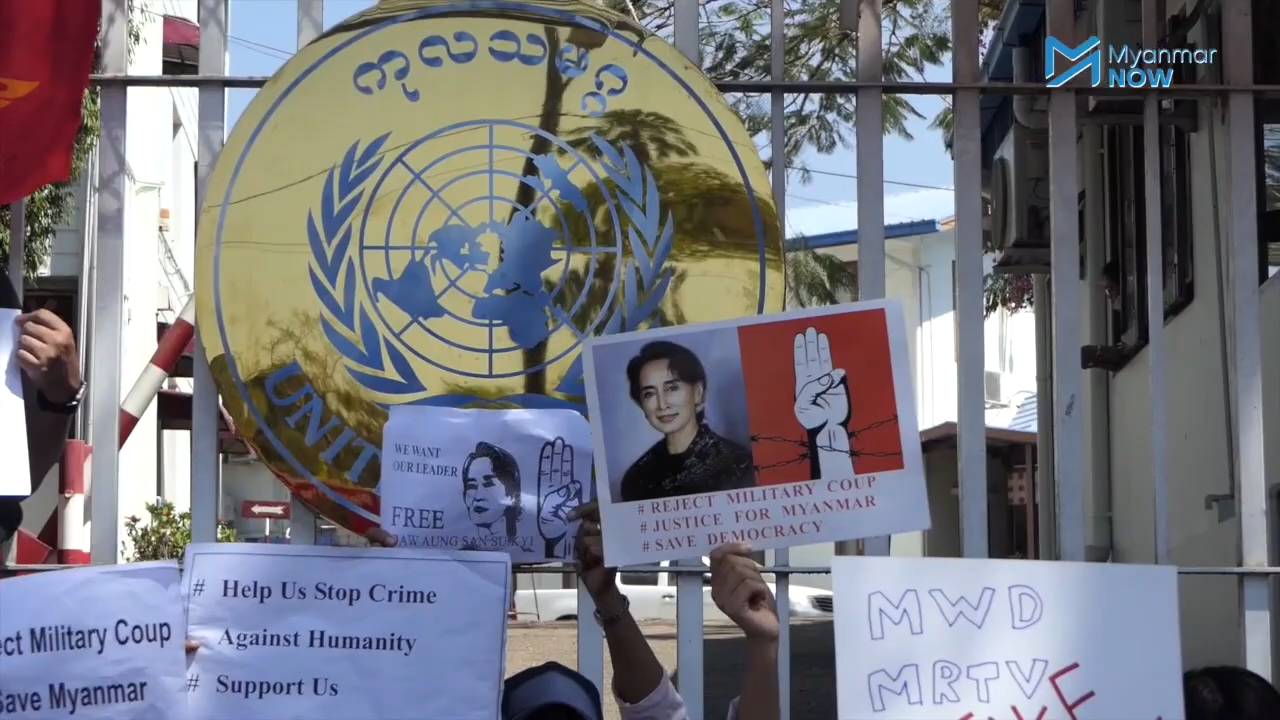 Myanmar
NOW
ကုလသမဂ္ဂ
UNIT
WE WANT
OUR LEADER
FREE
DAW AUNG SAN SU KYI
# REJECT MILITARY COUP
# JUSTICE FOR MYANMAR
# SAVE DEMOCRACY
ct Military Coup
Save Myanmar
# Help Us Stop Crime
Against Humanity
# Support Us
MWD
MRTV